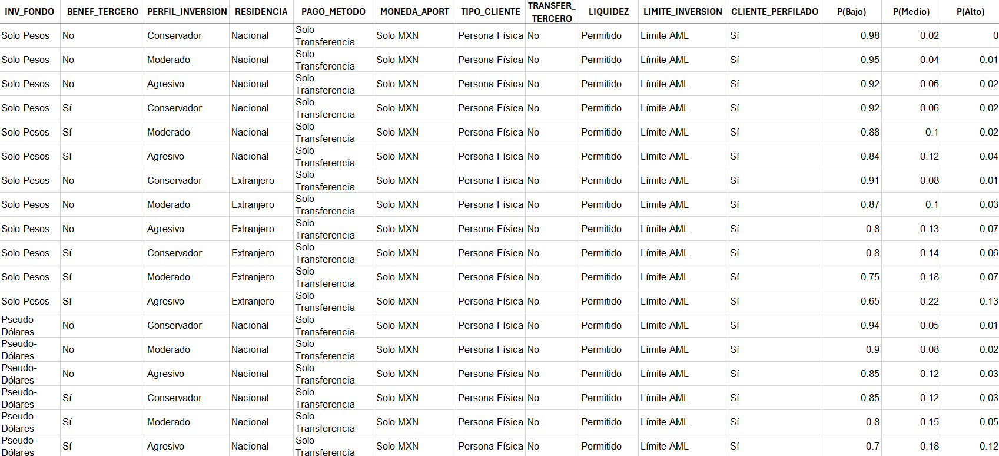 INV_FONDO BENEF_TERCERO PERFIL_INVERSION RESIDENCIA PAGO_METODO MONEDA_APORT TIPO_CLIENTE TRANSFER_TERCERO LIQUIDEZ LIMITE_INVERSION CLIENTE_PERFILADO P(Bajo) P(Medio) P(Alto)
Solo Pesos No Conservador Nacional Solo Transferencia Solo MXN Persona Física No Permitido Límite AML Sí 0.98 0.02 0
Solo Pesos No Moderado Nacional Solo Transferencia Solo MXN Persona Física No Permitido Límite AML Sí 0.95 0.04 0.01
Solo Pesos No Agresivo Nacional Solo Transferencia Solo MXN Persona Física No Permitido Límite AML Sí 0.92 0.06 0.02
Solo Pesos Sí Conservador Nacional Solo Transferencia Solo MXN Persona Física No Permitido Límite AML Sí 0.92 0.06 0.02
Solo Pesos Sí Moderado Nacional Solo Transferencia Solo MXN Persona Física No Permitido Límite AML Sí 0.88 0.1 0.02
Solo Pesos Sí Agresivo Nacional Solo Transferencia Solo MXN Persona Física No Permitido Límite AML Sí 0.84 0.12 0.04
Solo Pesos No Conservador Extranjero Solo Transferencia Solo MXN Persona Física No Permitido Límite AML Sí 0.91 0.08 0.01
Solo Pesos No Moderado Extranjero Solo Transferencia Solo MXN Persona Física No Permitido Límite AML Sí 0.87 0.1 0.03
Solo Pesos No Agresivo Extranjero Solo Transferencia Solo MXN Persona Física No Permitido Límite AML Sí 0.8 0.13 0.07
Solo Pesos Sí Conservador Extranjero Solo Transferencia Solo MXN Persona Física No Permitido Límite AML Sí 0.8 0.14 0.06
Solo Pesos Sí Moderado Extranjero Solo Transferencia Solo MXN Persona Física No Permitido Límite AML Sí 0.75 0.18 0.07
Solo Pesos Sí Agresivo Extranjero Solo Transferencia Solo MXN Persona Física No Permitido Límite AML Sí 0.65 0.22 0.13
Pseudo-Dólares No Conservador Nacional Solo Transferencia Solo MXN Persona Física No Permitido Límite AML Sí 0.94 0.05 0.01
Pseudo-Dólares No Moderado Nacional Solo Transferencia Solo MXN Persona Física No Permitido Límite AML Sí 0.9 0.08 0.02
Pseudo-Dólares No Agresivo Nacional Solo Transferencia Solo MXN Persona Física No Permitido Límite AML Sí 0.85 0.12 0.03
Pseudo-Dólares Sí Conservador Nacional Solo Transferencia Solo MXN Persona Física No Permitido Límite AML Sí 0.85 0.12 0.03
Pseudo-Dólares Sí Moderado Nacional Solo Transferencia Solo MXN Persona Física No Permitido Límite AML Sí 0.8 0.15 0.05
Pseudo-Dólares Sí Agresivo Nacional Solo Transferencia Solo MXN Persona Física No Permitido Límite AML Sí 0.7 0.18 0.12